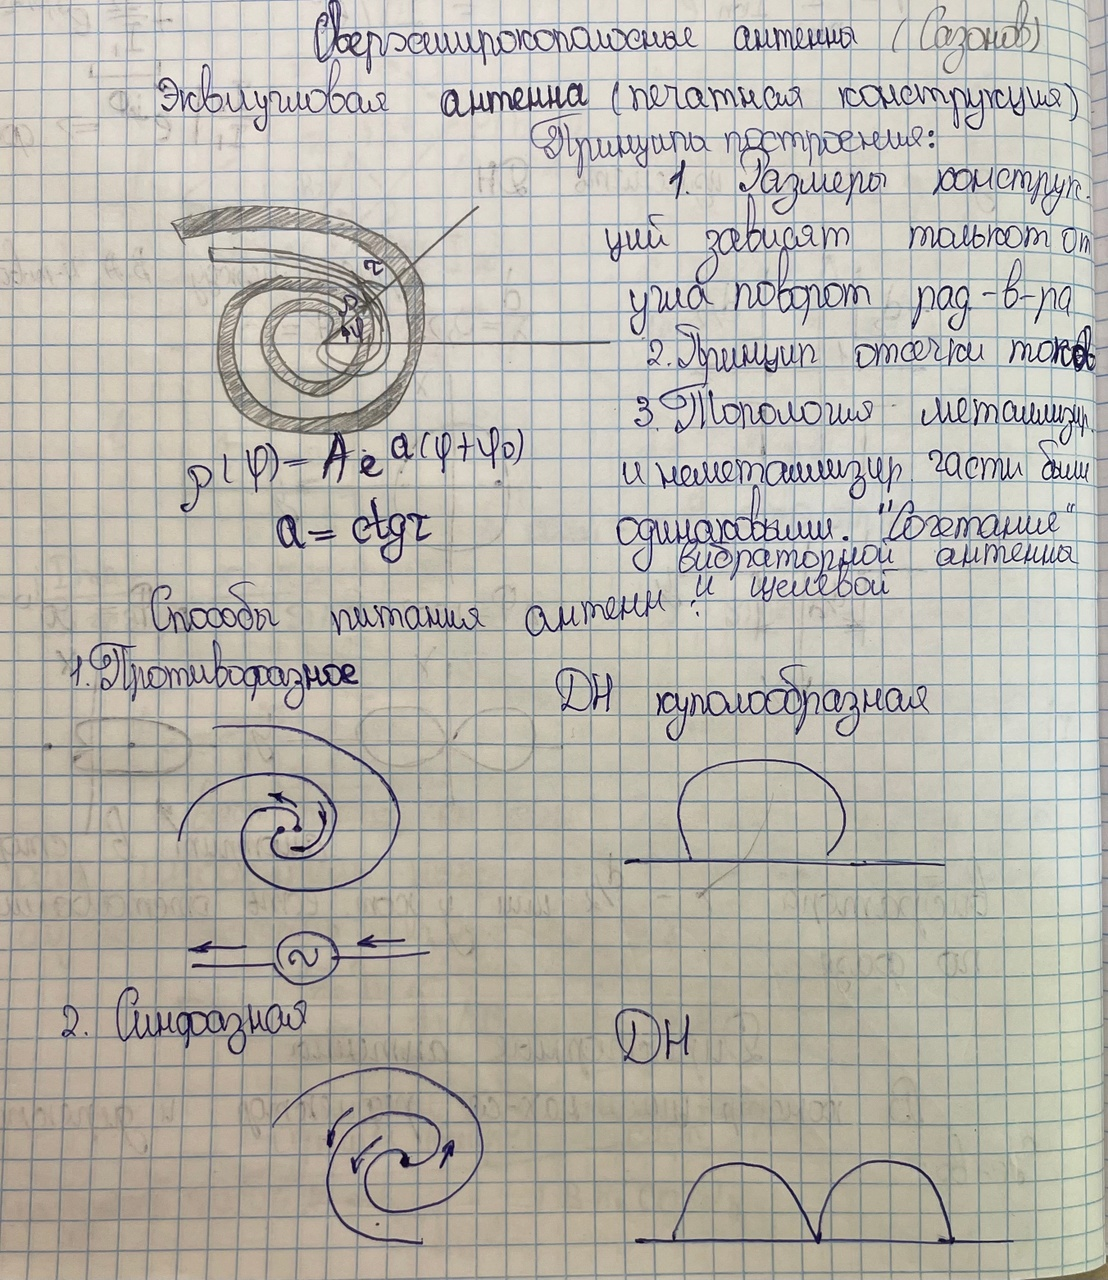 Сверхширокополосные антенны (Сазонов)
Эквиугловая антенна (печатная конструкция)
Принципы построения:
1. Размеры конструк
ций зависят только от
угла поворот рад-в-ра
2. Принцип отсечки токов
3. Топология металлизир.
и неметаллизир. части были
одинаковыми. "Сочетание"
вибраторной антенна
и щелевой
τ
ρ
φ
ρ(φ) = A e^a(φ+φ0)
a = ctgτ
Способы питания антенн:
1. Противофазное
ДН куполообразная
~
2. Синфазная
ДН